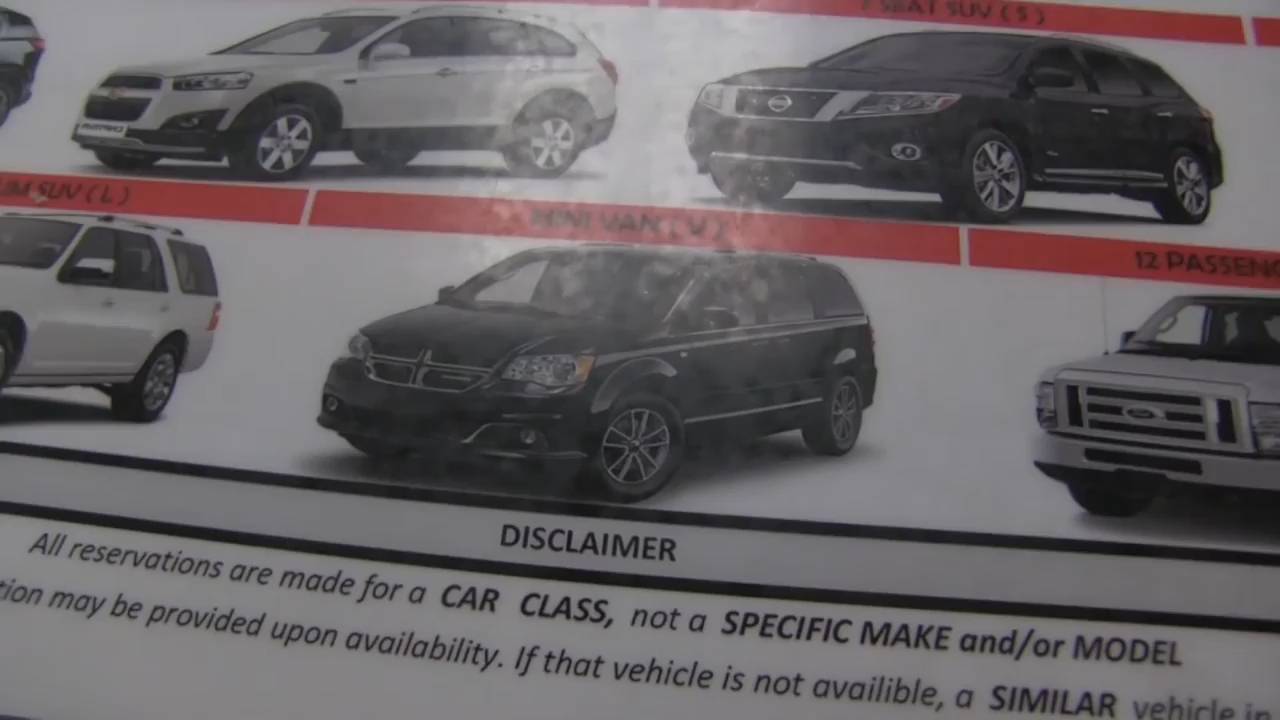 7 SEAT SUV ( S )
UM SUV ( L )
MINI VAN ( V )
12 PASSENG
DISCLAIMER
All reservations are made for a CAR CLASS, not a SPECIFIC MAKE and/or MODEL
tion may be provided upon availability. If that vehicle is not availible, a SIMILAR vehicle in